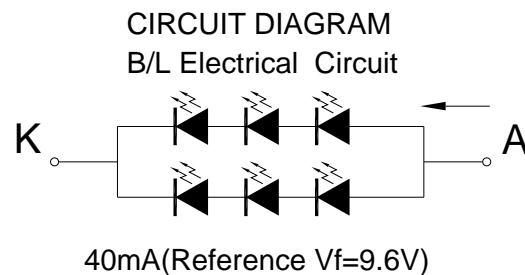 CIRCUIT DIAGRAM
B/L Electrical Circuit
K
A
40mA(Reference Vf=9.6V)